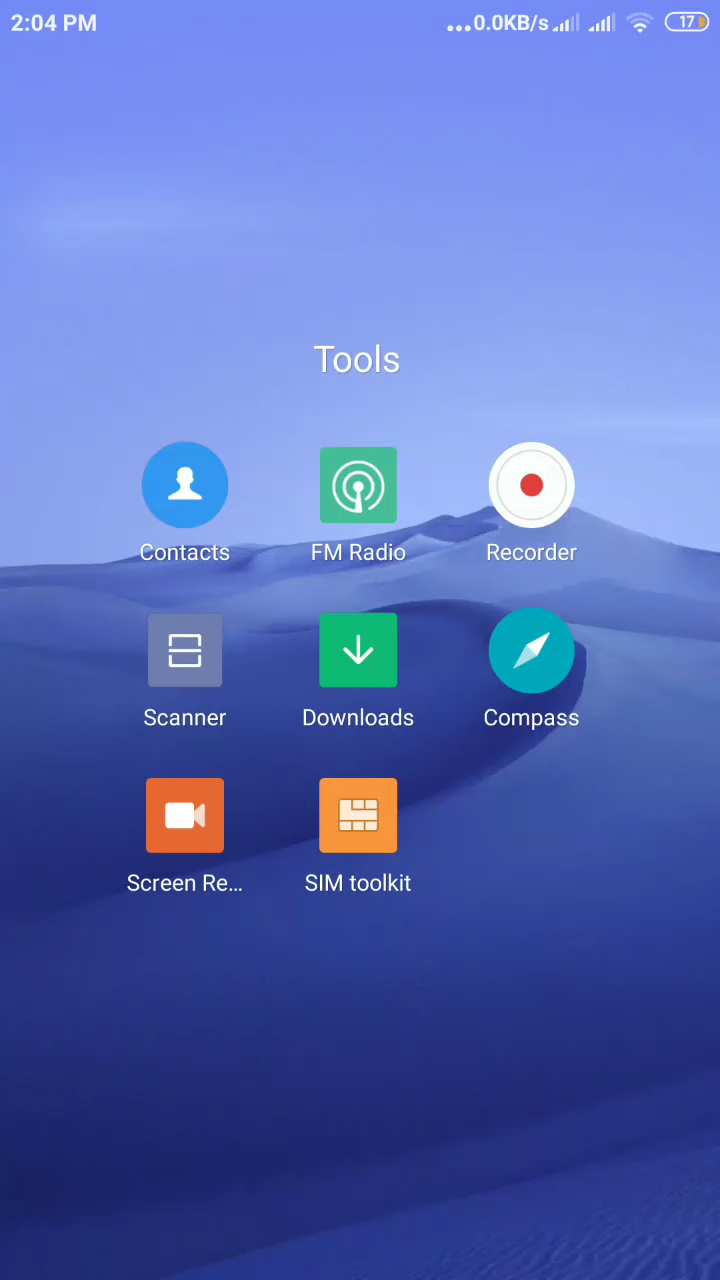 2:04 PM ...0.0KB/s 17
Tools
Contacts FM Radio Recorder
Scanner Downloads Compass
Screen Re... SIM toolkit